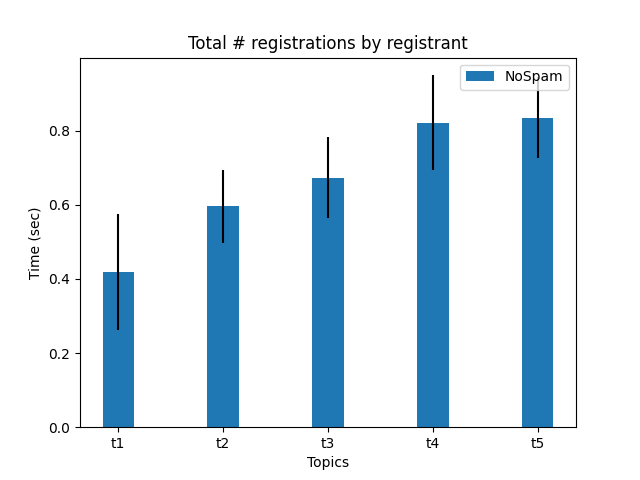 Total # registrations by registrant
NoSpam
0.8
0.6
0.4
0.2
0.0
Time (sec)
t1 t2 t3 t4 t5
Topics